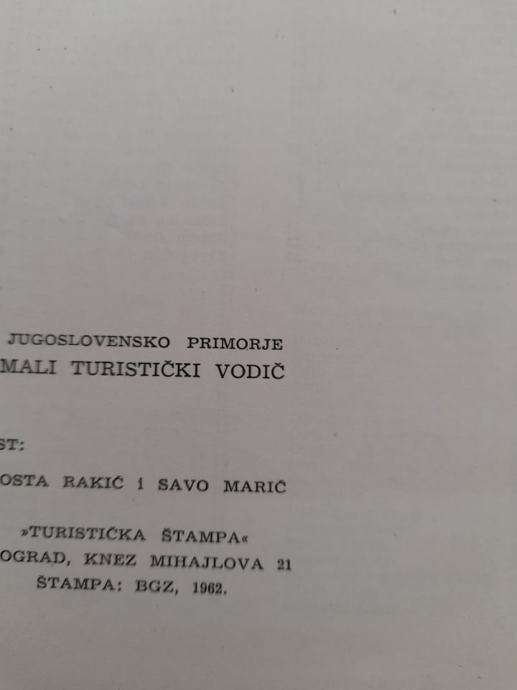 JUGOSLOVENSKO PRIMORJE
MALI TURISTIČKI VODIČ
ST:
OSTA RAKIĆ i SAVO MARIĆ
»TURISTIČKA ŠTAMPA«
OGRAD, KNEZ MIHAJLOVA 21
ŠTAMPA: BGZ, 1962.